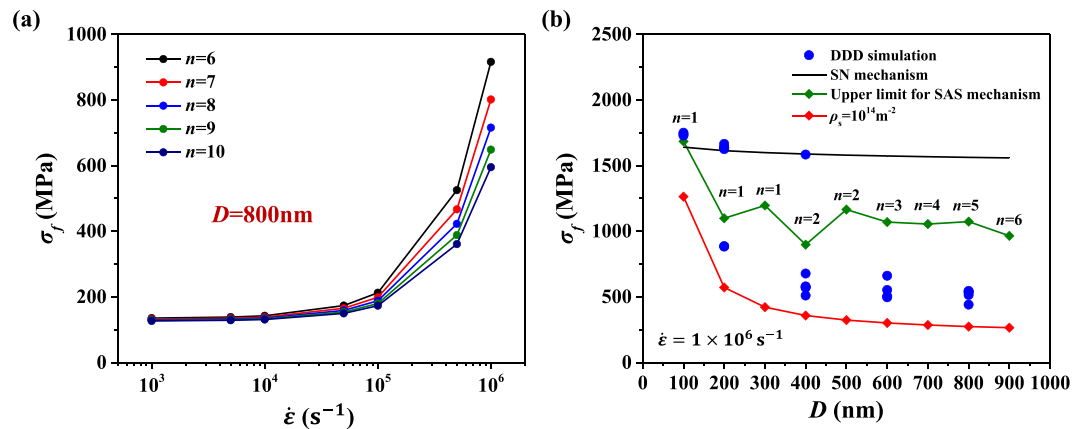 (a)
1000
800
600
400
200
0
σf (MPa)
n=6
n=7
n=8
n=9
n=10
D=800nm
10³ 10⁴ 10⁵ 10⁶
ε̇ (s⁻¹)
(b)
2500
2000
1500
1000
500
0
σf (MPa)
DDD simulation
SN mechanism
Upper limit for SAS mechanism
ρs=10¹⁴m⁻²
n=1
n=1 n=1 n=2 n=2 n=3 n=4 n=5 n=6
ε̇ = 1 × 10⁶ s⁻¹
0 100 200 300 400 500 600 700 800 900 1000
D (nm)